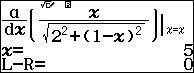 d/dx(x/√(2²+(1-x)²))|x=x
x= 5
L-R= 0